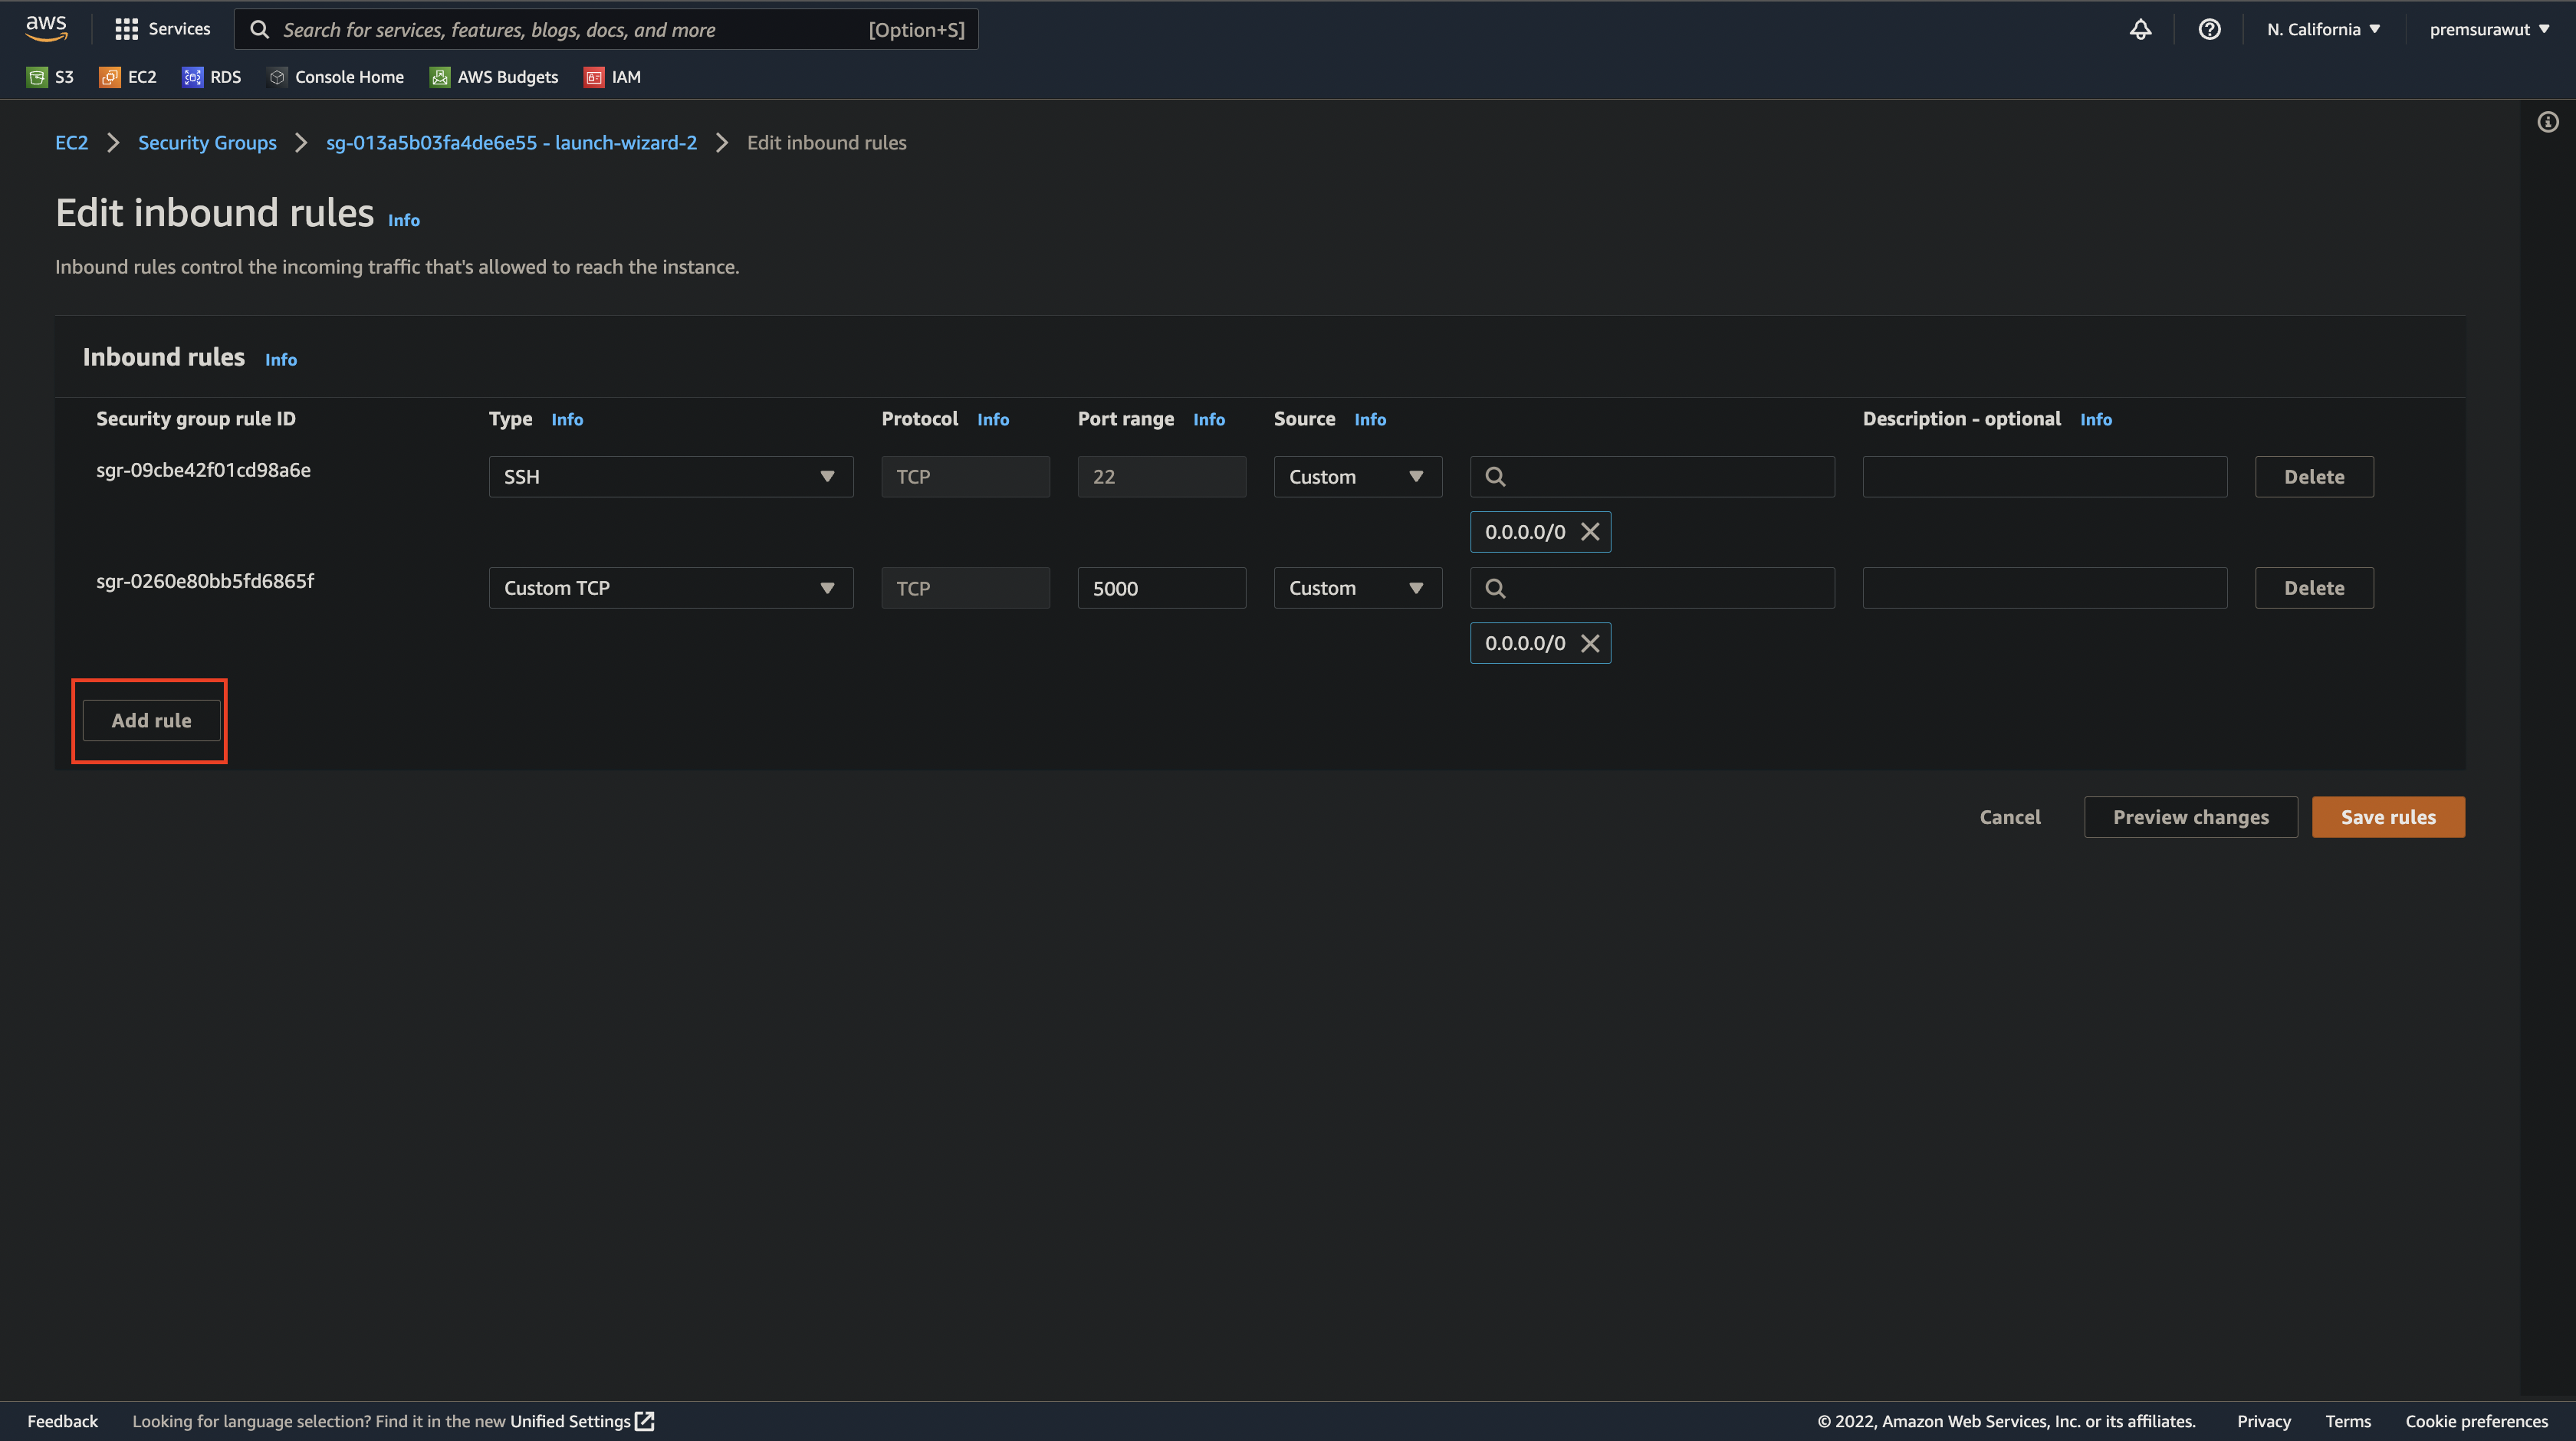 aws Services Search for services, features, blogs, docs, and more [Option+S] N. California premsurawut
S3 EC2 RDS Console Home AWS Budgets IAM
EC2 Security Groups sg-013a5b03fa4de6e55 - launch-wizard-2 Edit inbound rules
Edit inbound rules Info
Inbound rules control the incoming traffic that's allowed to reach the instance.
Inbound rules Info
Security group rule ID Type Info Protocol Info Port range Info Source Info Description - optional Info
sgr-09cbe42f01cd98a6e SSH TCP 22 Custom Delete
0.0.0.0/0
sgr-0260e80bb5fd6865f Custom TCP TCP 5000 Custom Delete
0.0.0.0/0
Add rule
Cancel Preview changes Save rules
Feedback Looking for language selection? Find it in the new Unified Settings © 2022, Amazon Web Services, Inc. or its affiliates. Privacy Terms Cookie preferences